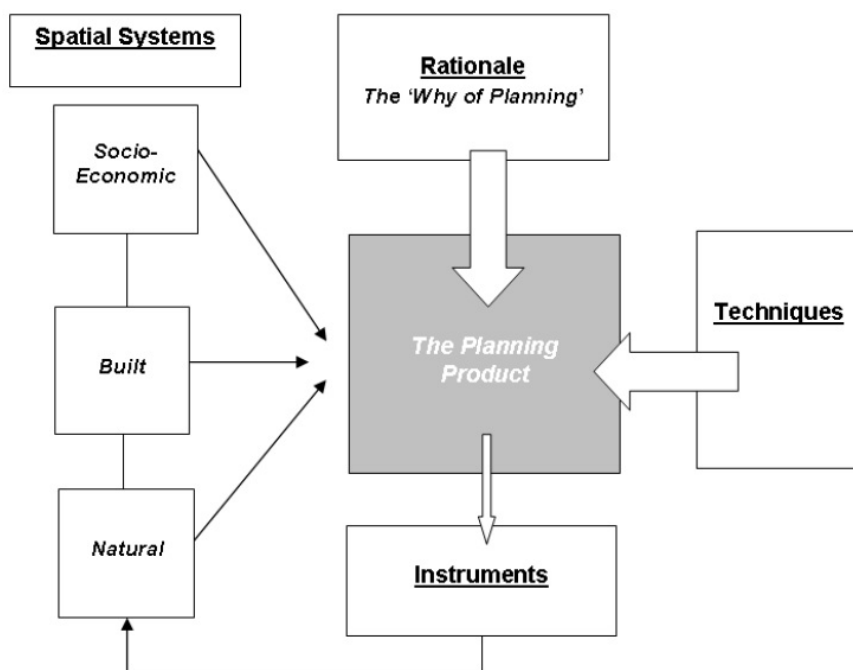 Spatial Systems
Rationale
The ‘Why of Planning’
Socio-
Economic
Techniques
The Planning
Product
Built
Natural
Instruments